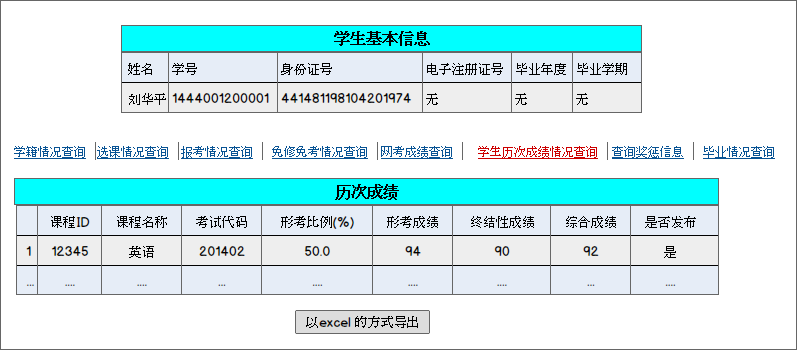 学生基本信息
姓名 学号 身份证号 电子注册证号 毕业年度 毕业学期
刘华平 1444001200001 441481198104201974 无 无 无
学籍情况查询 选课情况查询 报考情况查询 免修免考情况查询 网考成绩查询 学生历次成绩情况查询 查询奖惩信息 毕业情况查询
历次成绩
课程ID 课程名称 考试代码 形考比例(%) 形考成绩 终结性成绩 综合成绩 是否发布
1 12345 英语 201402 50.0 94 90 92 是
... .... .... .... .... .... .... ... ....
以excel 的方式导出